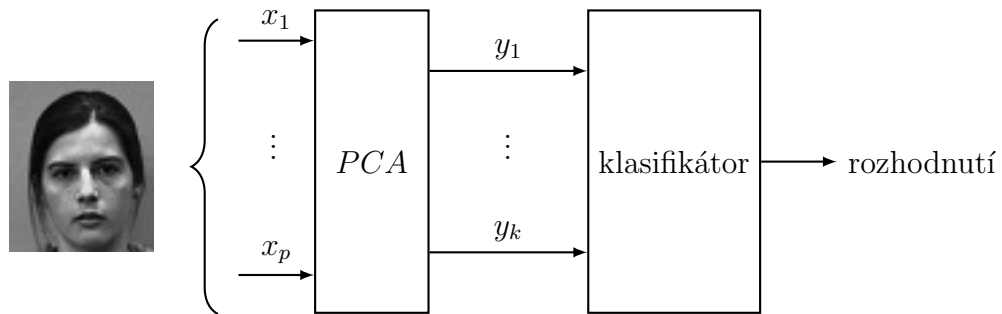 x₁
⋮
xₚ
PCA
y₁
⋮
yₖ
klasifikátor
rozhodnutí